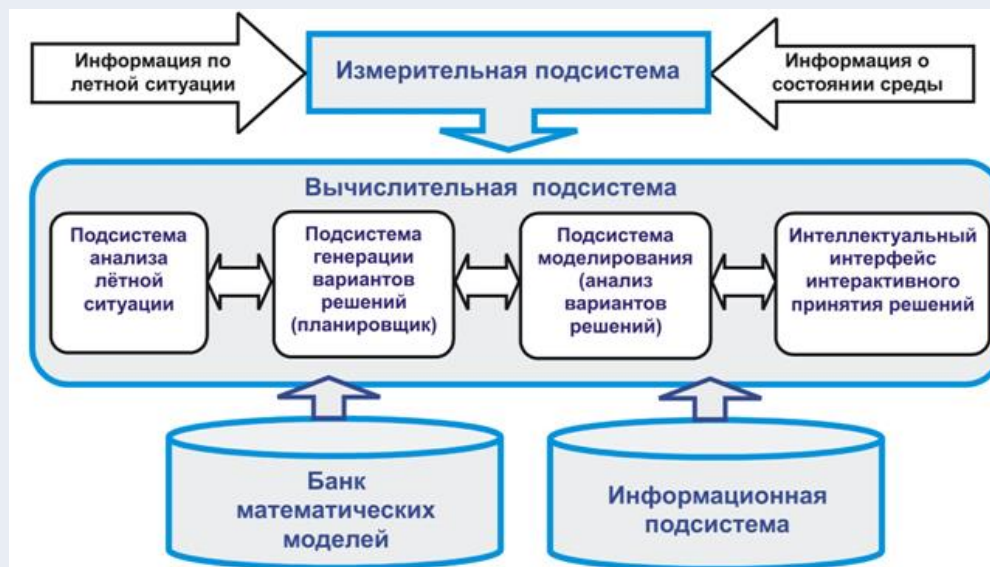 Информация по
летной ситуации
Измерительная подсистема
Информация о
состоянии среды
Вычислительная подсистема
Подсистема
анализа
лётной
ситуации
Подсистема
генерации
вариантов
решений
(планировщик)
Подсистема
моделирования
(анализ
вариантов
решений)
Интеллектуальный
интерфейс
интерактивного
принятия решений
Банк
математических
моделей
Информационная
подсистема